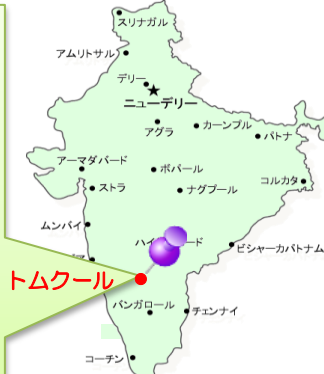 スリナガル
アムリトサル
デリー
ニューデリー
アグラ
カーンプル
パトナ
アーマダバード
ボパール
コルカタ
スラト
ナグプール
ムンバイ
ビシャーカパトナム
トムクール
バンガロール
チェンナイ
コーチン